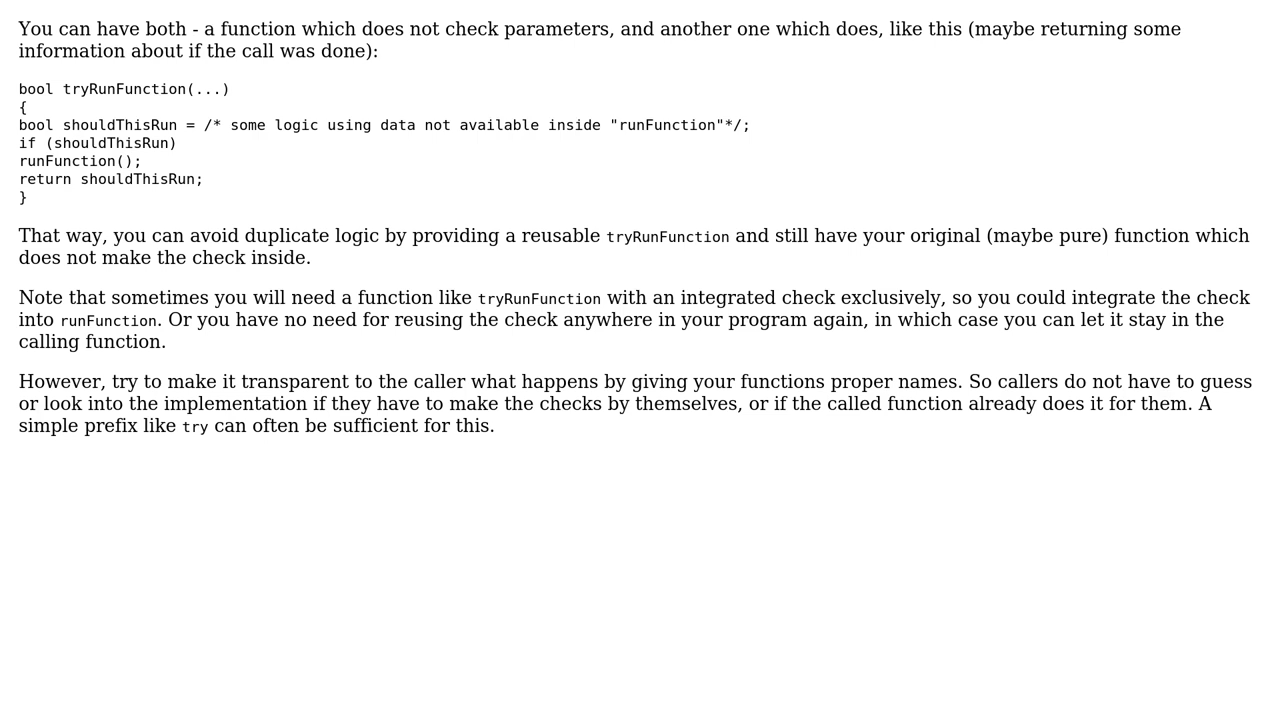 You can have both - a function which does not check parameters, and another one which does, like this (maybe returning some
information about if the call was done):
bool tryRunFunction(...)
{
bool shouldThisRun = /* some logic using data not available inside "runFunction"*/;
if (shouldThisRun)
runFunction();
return shouldThisRun;
}
That way, you can avoid duplicate logic by providing a reusable tryRunFunction and still have your original (maybe pure) function which
does not make the check inside.
Note that sometimes you will need a function like tryRunFunction with an integrated check exclusively, so you could integrate the check
into runFunction. Or you have no need for reusing the check anywhere in your program again, in which case you can let it stay in the
calling function.
However, try to make it transparent to the caller what happens by giving your functions proper names. So callers do not have to guess
or look into the implementation if they have to make the checks by themselves, or if the called function already does it for them. A
simple prefix like try can often be sufficient for this.